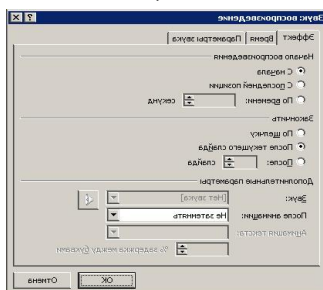 Звук: воспроизведение
Эффект Время Параметры звука
Начало воспроизведения
С начала
С последней позиции
По времени: секунд
Закончить
По щелчку
После текущего слайда
После: слайда
Дополнительные параметры
Звук: [Нет звука]
После анимации: Не затемнять
Анимация текста:
% задержка между буквами
ОК Отмена